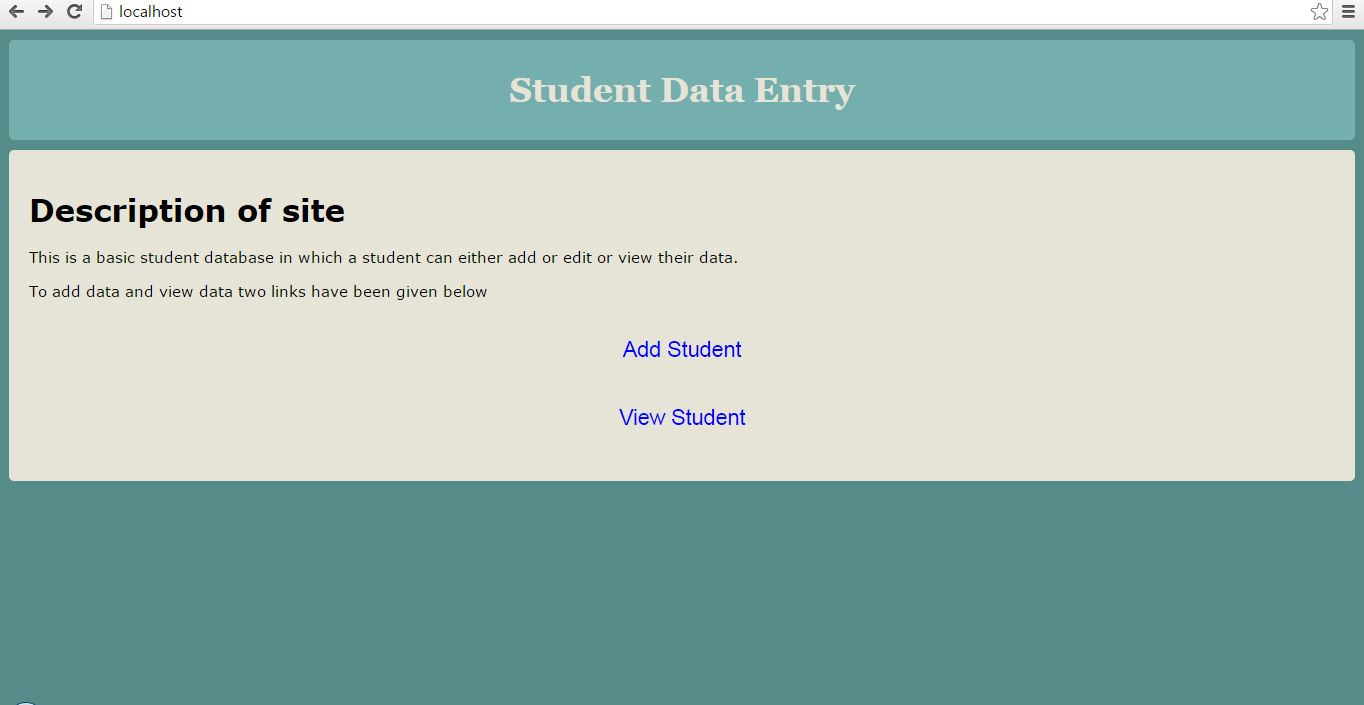 localhost
Student Data Entry
Description of site
This is a basic student database in which a student can either add or edit or view their data.
To add data and view data two links have been given below
Add Student
View Student